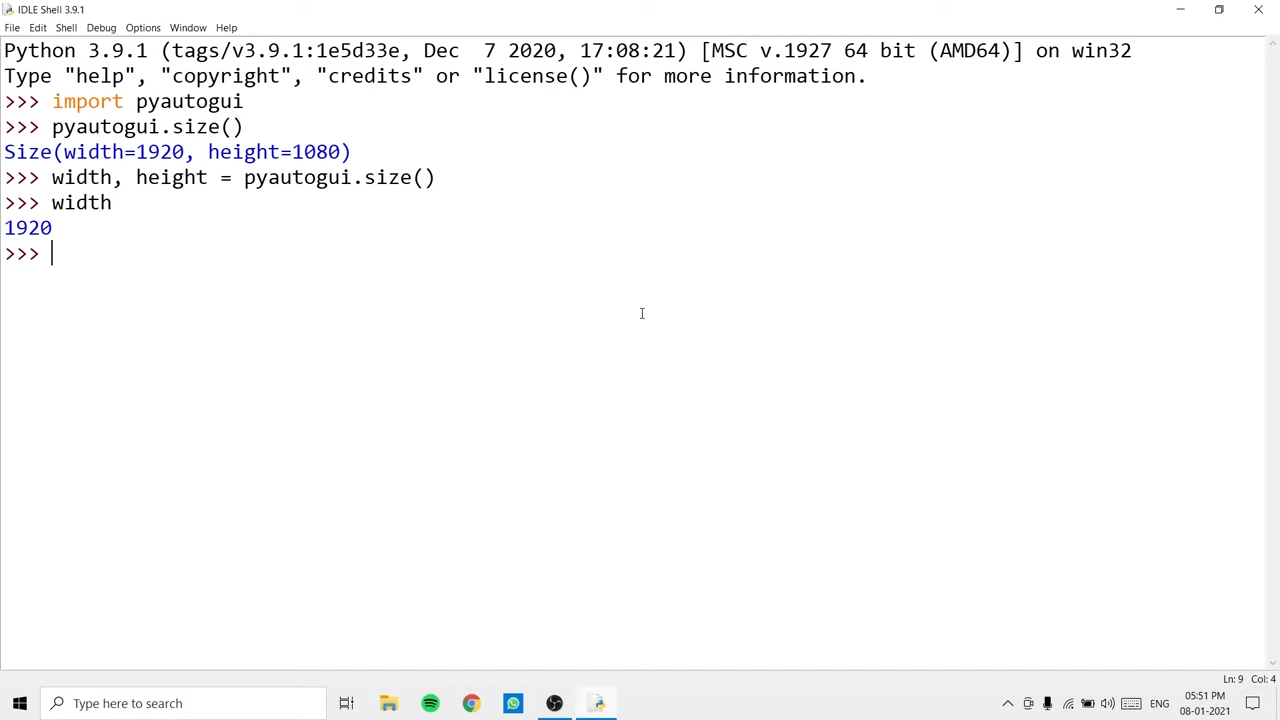 IDLE Shell 3.9.1
File Edit Shell Debug Options Window Help
Python 3.9.1 (tags/v3.9.1:1e5d33e, Dec  7 2020, 17:08:21) [MSC v.1927 64 bit (AMD64)] on win32
Type "help", "copyright", "credits" or "license()" for more information.
>>> import pyautogui
>>> pyautogui.size()
Size(width=1920, height=1080)
>>> width, height = pyautogui.size()
>>> width
1920
>>>
Ln: 9 Col: 4
Type here to search
ENG
05:51 PM
08-01-2021